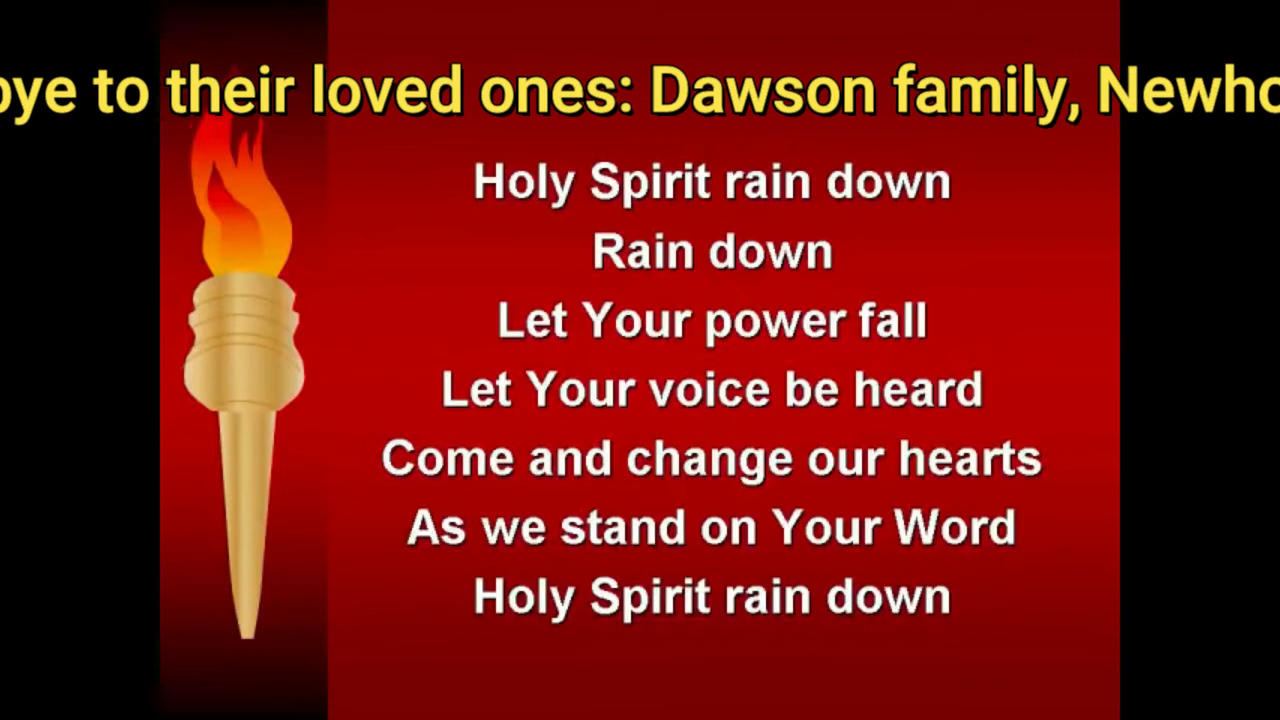 to their loved ones: Dawson family,
Holy Spirit rain down
Rain down
Let Your power fall
Let Your voice be heard
Come and change our hearts
As we stand on Your Word
Holy Spirit rain down